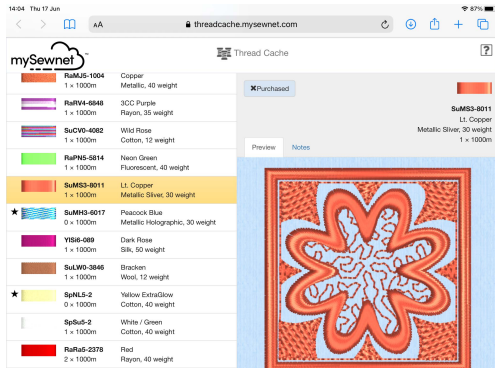 14:04 Thu 17 Jun
87%
AA
threadcache.mysewnet.com
mySewnet™
Thread Cache
?
RaMJ5-1004 Copper
1 × 1000m Metallic, 40 weight
RaRV4-6848 3CC Purple
1 × 1000m Rayon, 35 weight
SuCV0-4082 Wild Rose
1 × 1000m Cotton, 12 weight
RaPN5-5814 Neon Green
1 × 1000m Fluorescent, 40 weight
SuMS3-8011 Lt. Copper
1 × 1000m Metallic Sliver, 30 weight
SuMH3-6017 Peacock Blue
0 × 1000m Metallic Holographic, 30 weight
YlSi6-089 Dark Rose
1 × 1000m Silk, 50 weight
SuLW0-3846 Bracken
1 × 1000m Wool, 12 weight
SpNL5-2 Yellow ExtraGlow
0 × 1000m Cotton, 40 weight
SpSu5-2 White / Green
1 × 1000m Cotton, 40 weight
RaRa5-2378 Red
2 × 1000m Rayon, 40 weight
✖Purchased
SuMS3-8011
Lt. Copper
Metallic Sliver, 30 weight
1 × 1000m
Preview Notes